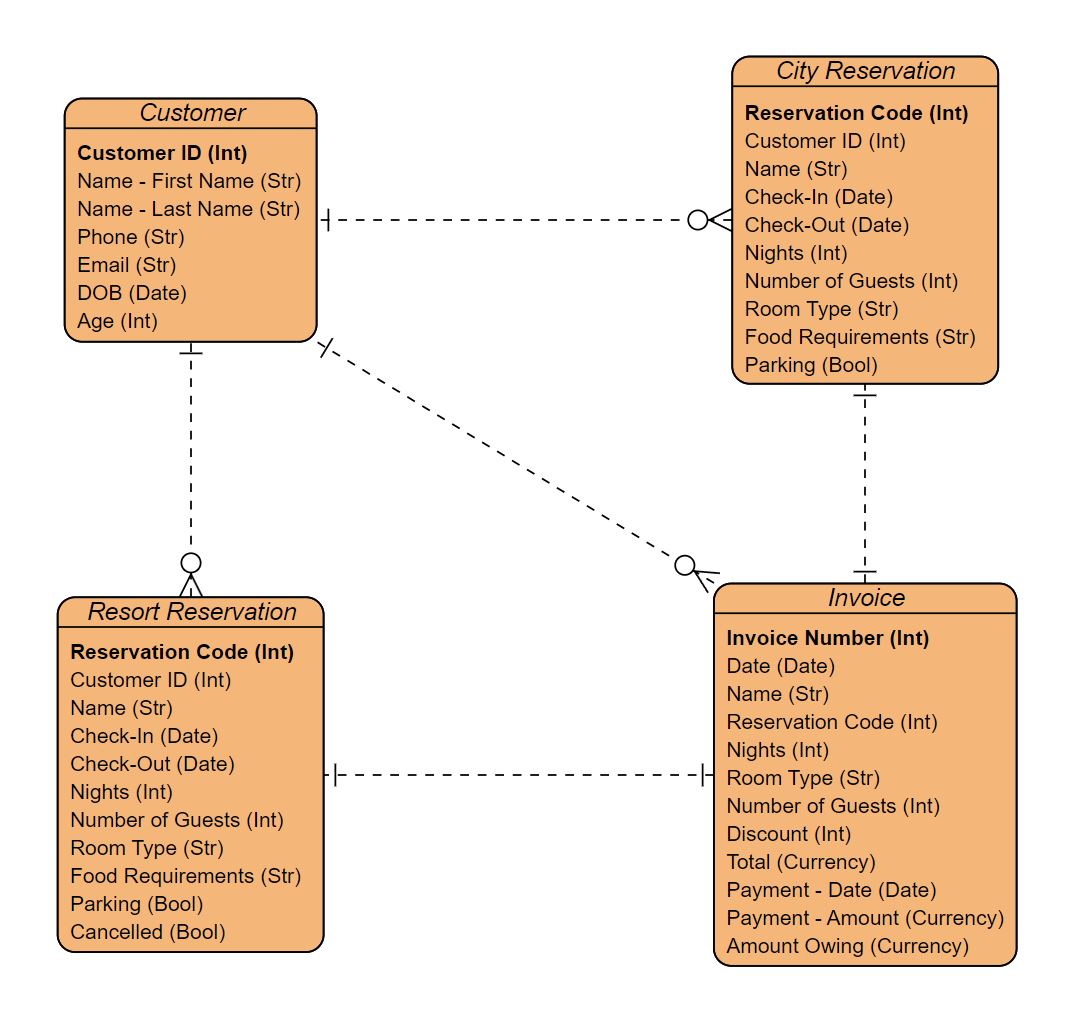 Customer
Customer ID (Int)
Name - First Name (Str)
Name - Last Name (Str)
Phone (Str)
Email (Str)
DOB (Date)
Age (Int)
City Reservation
Reservation Code (Int)
Customer ID (Int)
Name (Str)
Check-In (Date)
Check-Out (Date)
Nights (Int)
Number of Guests (Int)
Room Type (Str)
Food Requirements (Str)
Parking (Bool)
Resort Reservation
Reservation Code (Int)
Customer ID (Int)
Name (Str)
Check-In (Date)
Check-Out (Date)
Nights (Int)
Number of Guests (Int)
Room Type (Str)
Food Requirements (Str)
Parking (Bool)
Cancelled (Bool)
Invoice
Invoice Number (Int)
Date (Date)
Name (Str)
Reservation Code (Int)
Nights (Int)
Room Type (Str)
Number of Guests (Int)
Discount (Int)
Total (Currency)
Payment - Date (Date)
Payment - Amount (Currency)
Amount Owing (Currency)